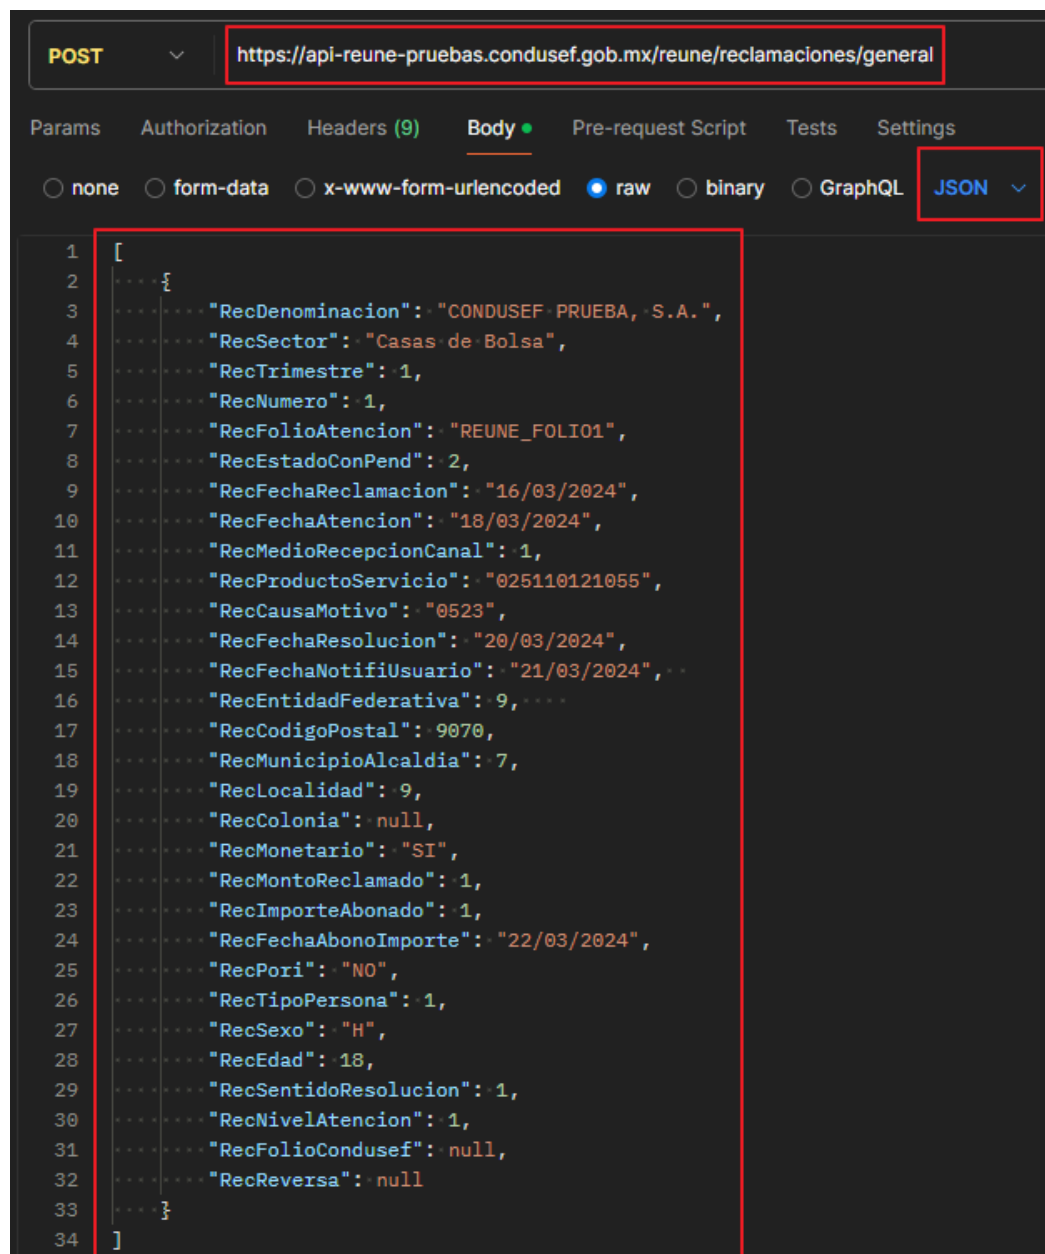 POST https://api-reune-pruebas.condusef.gob.mx/reune/reclamaciones/general
Params Authorization Headers (9) Body Pre-request Script Tests Settings
none form-data x-www-form-urlencoded raw binary GraphQL JSON
1 [
2 {
3 "RecDenominacion": "CONDUSEF PRUEBA, S.A.",
4 "RecSector": "Casas de Bolsa",
5 "RecTrimestre": 1,
6 "RecNumero": 1,
7 "RecFolioAtencion": "REUNE_FOLIO1",
8 "RecEstadoConPend": 2,
9 "RecFechaReclamacion": "16/03/2024",
10 "RecFechaAtencion": "18/03/2024",
11 "RecMedioRecepcionCanal": 1,
12 "RecProductoServicio": "025110121055",
13 "RecCausaMotivo": "0523",
14 "RecFechaResolucion": "20/03/2024",
15 "RecFechaNotifiUsuario": "21/03/2024",
16 "RecEntidadFederativa": 9,
17 "RecCodigoPostal": 9070,
18 "RecMunicipioAlcaldia": 7,
19 "RecLocalidad": 9,
20 "RecColonia": null,
21 "RecMonetario": "SI",
22 "RecMontoReclamado": 1,
23 "RecImporteAbonado": 1,
24 "RecFechaAbonoImporte": "22/03/2024",
25 "RecPori": "NO",
26 "RecTipoPersona": 1,
27 "RecSexo": "H",
28 "RecEdad": 18,
29 "RecSentidoResolucion": 1,
30 "RecNivelAtencion": 1,
31 "RecFolioCondusef": null,
32 "RecReversa": null
33 }
34 ]